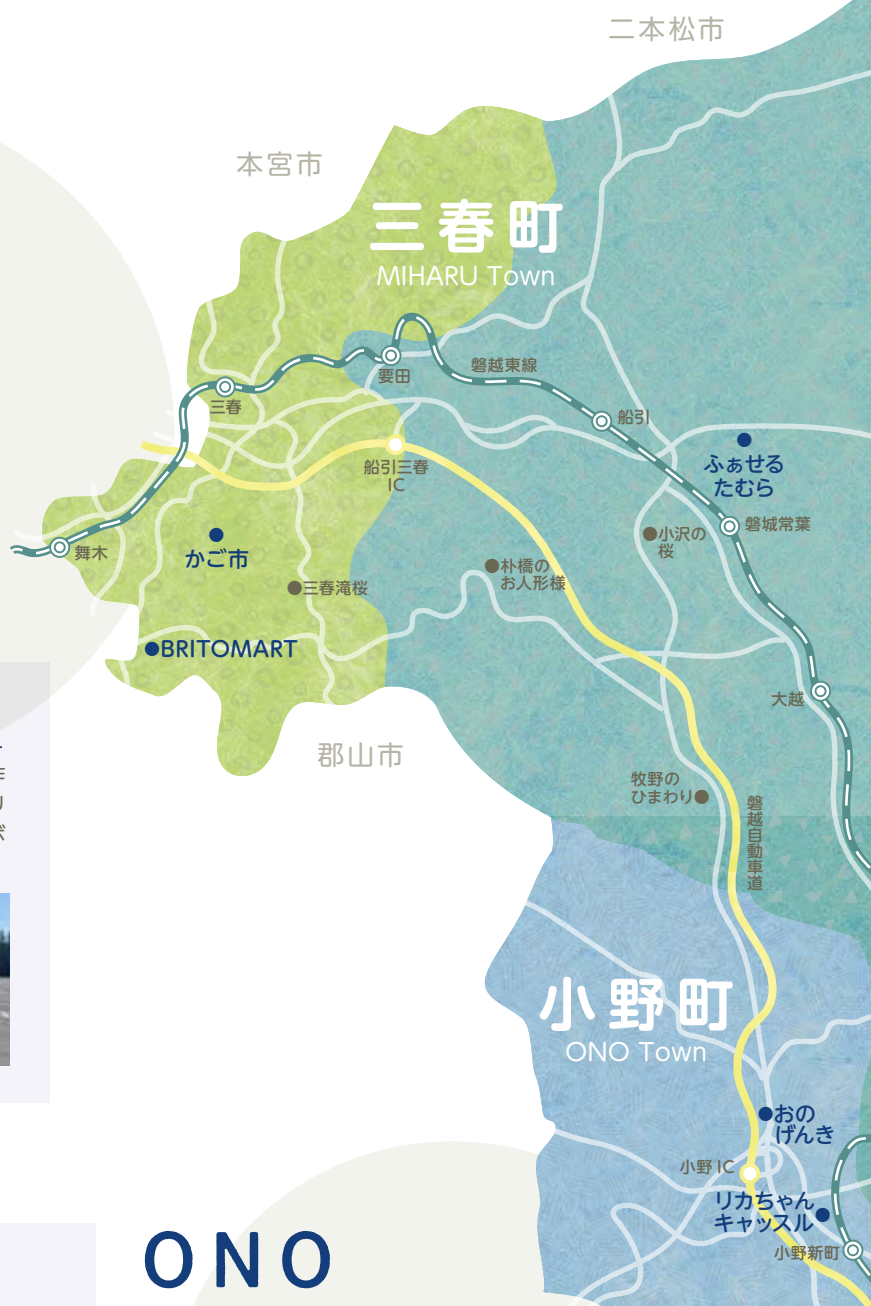 二本松市
本宮市
三春町
MIHARU Town
磐越東線
要田
三春
船引
ふぁせる
たむら
船引三春
IC
磐城常葉
小沢の
桜
舞木
かご市
朴橋の
お人形様
三春滝桜
BRITOMART
大越
郡山市
牧野の
ひまわり
磐越自動車道
小野町
ONO Town
おの
げんき
小野IC
リカちゃん
キャッスル
小野新町
ONO